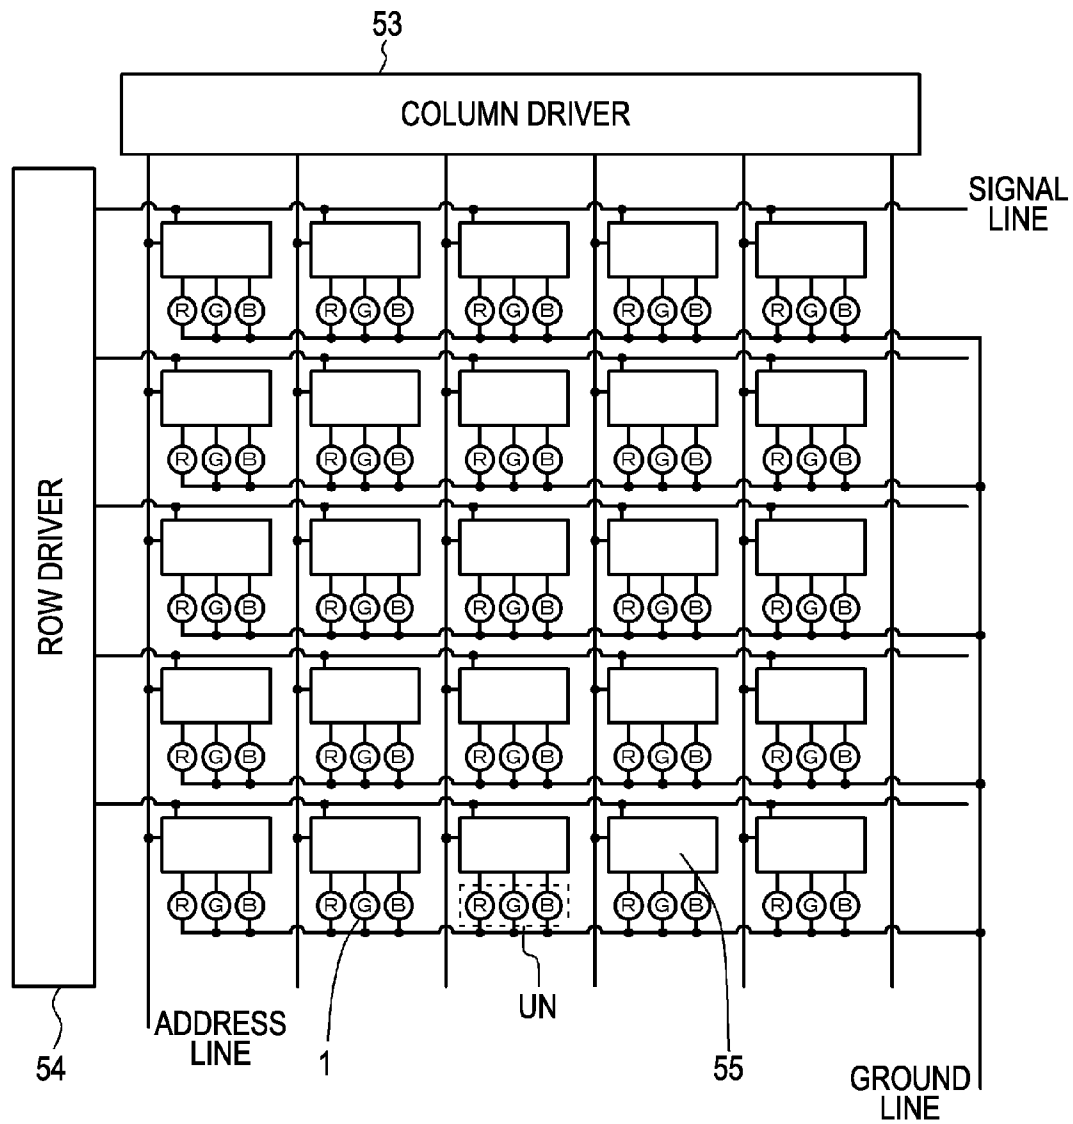 53
COLUMN DRIVER
SIGNAL
LINE
R G B R G B R G B R G B R G B
R G B R G B R G B R G B R G B
ROW DRIVER
R G B R G B R G B R G B R G B
R G B R G B R G B R G B R G B
R G B R G B R G B R G B R G B
UN
ADDRESS
LINE
54
1
55
GROUND
LINE